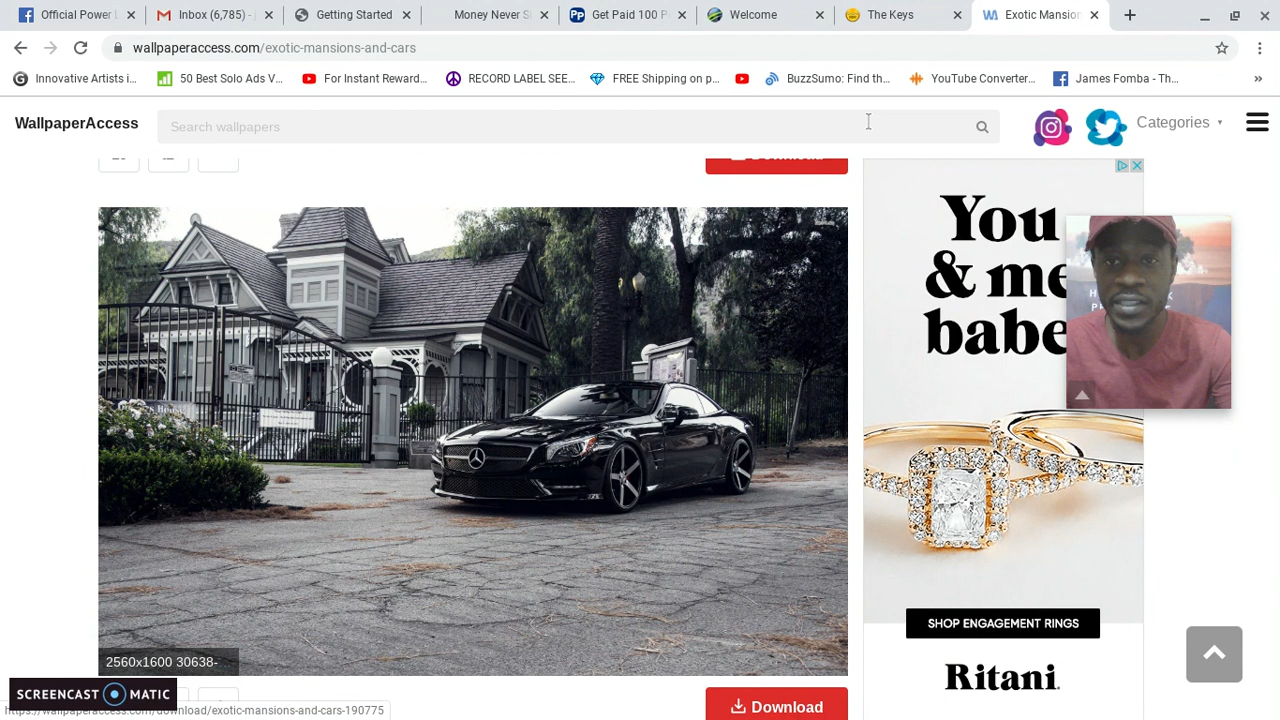 Official Power L
Inbox (6,785) -
Getting Started
Money Never S
Get Paid 100 P
Welcome
The Keys
Exotic Mansion
wallpaperaccess.com/exotic-mansions-and-cars
Innovative Artists i...
50 Best Solo Ads V...
For Instant Reward...
RECORD LABEL SEE...
FREE Shipping on p...
BuzzSumo: Find th...
YouTube Converter...
James Fomba - Th...
WallpaperAccess
Search wallpapers
Categories
You
& me
babe
SHOP ENGAGEMENT RINGS
Ritani.
2560x1600 30638-
Download
SCREENCAST MATIC
https://wallpaperaccess.com/download/exotic-mansions-and-cars-190775